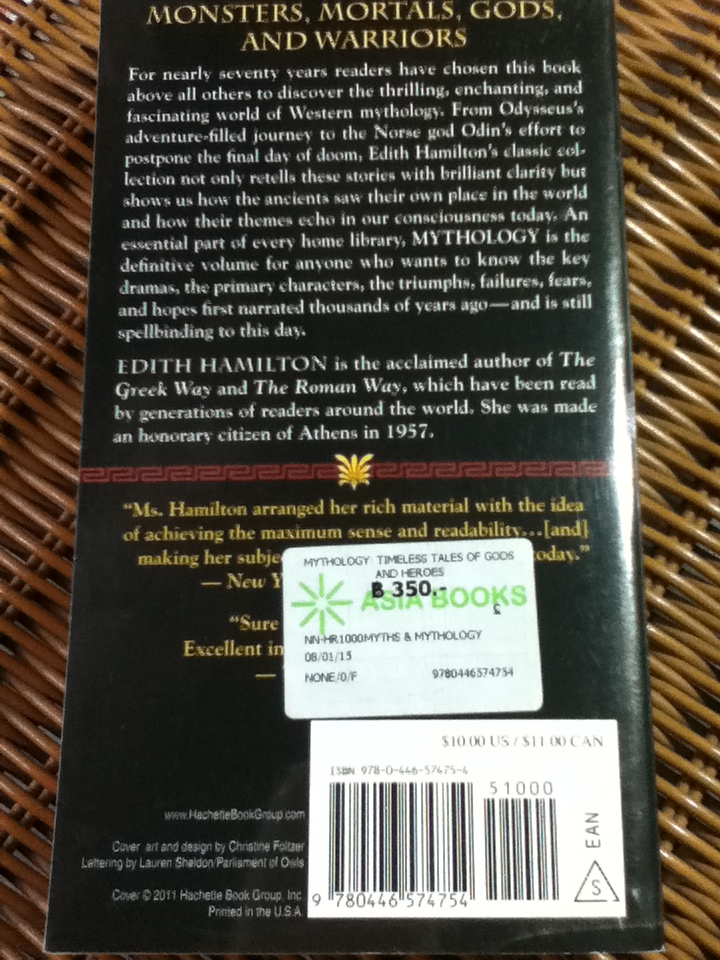 MONSTERS, MORTALS, GODS,
AND WARRIORS
For nearly seventy years readers have chosen this book
above all others to discover the thrilling, enchanting, and
fascinating world of Western mythology. From Odysseus's
adventure-filled journey to the Norse god Odin's effort to
postpone the final day of doom, Edith Hamilton's classic col-
lection not only retells these stories with brilliant clarity but
shows us how the ancients saw their own place in the world
and how their themes echo in our consciousness today. An
essential part of every home library, MYTHOLOGY is the
definitive volume for anyone who wants to know the key
dramas, the primary characters, the triumphs, failures, fears,
and hopes first narrated thousands of years ago—and is still
spellbinding to this day.
EDITH HAMILTON is the acclaimed author of The
Greek Way and The Roman Way, which have been read
by generations of readers around the world. She was made
an honorary citizen of Athens in 1957.
"Ms. Hamilton arranged her rich material with the idea
of achieving the maximum sense and readability...[and]
making her subje today."
— New Y
"Sure
Excellent in
—
MYTHOLOGY: TIMELESS TALES OF GODS
AND HEROES
฿ 350.-
ASIA BOOKS
NN-HR1000MYTHS & MYTHOLOGY
08/01/15
NONE/0/F 9780446574754
$10.00 US / $11.00 CAN
ISBN 978-0-446-57475-4
51000
EAN
S
9 780446 574754
www.HachetteBookGroup.com
Cover art and design by Christine Foltzer
Lettering by Lauren Sheldon/Parliament of Owls
Cover © 2011 Hachette Book Group, Inc.
Printed in the U.S.A.